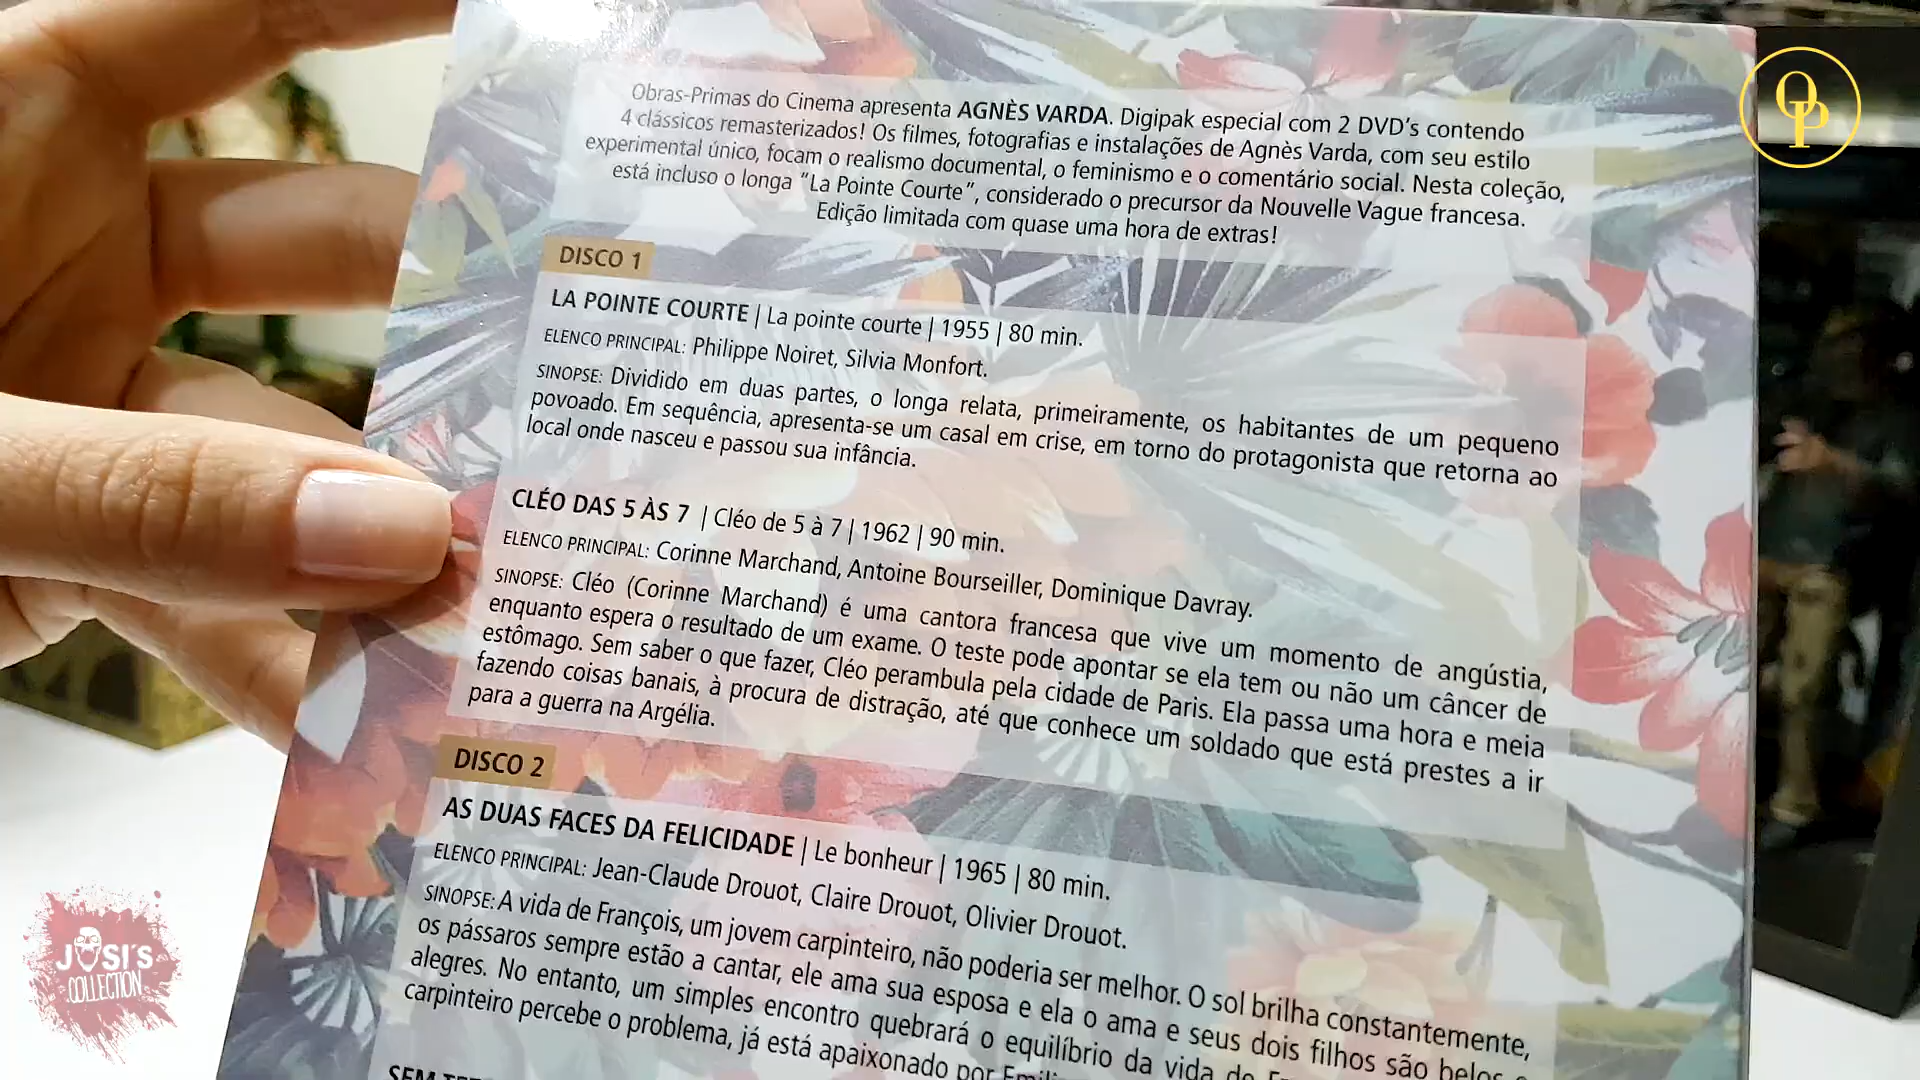 Obras-Primas do Cinema apresenta AGNÈS VARDA. Digipak especial com 2 DVD's contendo
4 clássicos remasterizados! Os filmes, fotografias e instalações de Agnès Varda, com seu estilo
experimental único, focam o realismo documental, o feminismo e o comentário social. Nesta coleção,
está incluso o longa "La Pointe Courte", considerado o precursor da Nouvelle Vague francesa.
Edição limitada com quase uma hora de extras!
DISCO 1
LA POINTE COURTE | La pointe courte | 1955 | 80 min.
ELENCO PRINCIPAL: Philippe Noiret, Silvia Monfort.
SINOPSE: Dividido em duas partes, o longa relata, primeiramente, os habitantes de um pequeno
povoado. Em sequência, apresenta-se um casal em crise, em torno do protagonista que retorna ao
local onde nasceu e passou sua infância.
CLÉO DAS 5 ÀS 7 | Cléo de 5 à 7 | 1962 | 90 min.
ELENCO PRINCIPAL: Corinne Marchand, Antoine Bourseiller, Dominique Davray.
SINOPSE: Cléo (Corinne Marchand) é uma cantora francesa que vive um momento de angústia,
enquanto espera o resultado de um exame. O teste pode apontar se ela tem ou não um câncer de
estômago. Sem saber o que fazer, Cléo perambula pela cidade de Paris. Ela passa uma hora e meia
fazendo coisas banais, à procura de distração, até que conhece um soldado que está prestes a ir
para a guerra na Argélia.
DISCO 2
AS DUAS FACES DA FELICIDADE | Le bonheur | 1965 | 80 min.
ELENCO PRINCIPAL: Jean-Claude Drouot, Claire Drouot, Olivier Drouot.
SINOPSE: A vida de François, um jovem carpinteiro, não poderia ser melhor. O sol brilha constantemente,
os pássaros sempre estão a cantar, ele ama sua esposa e ela o ama e seus dois filhos são belos e
alegres. No entanto, um simples encontro quebrará o equilíbrio da vida de
carpinteiro percebe o problema, já está apaixonado por
SEM
JOSI'S
COLLECTION
OP